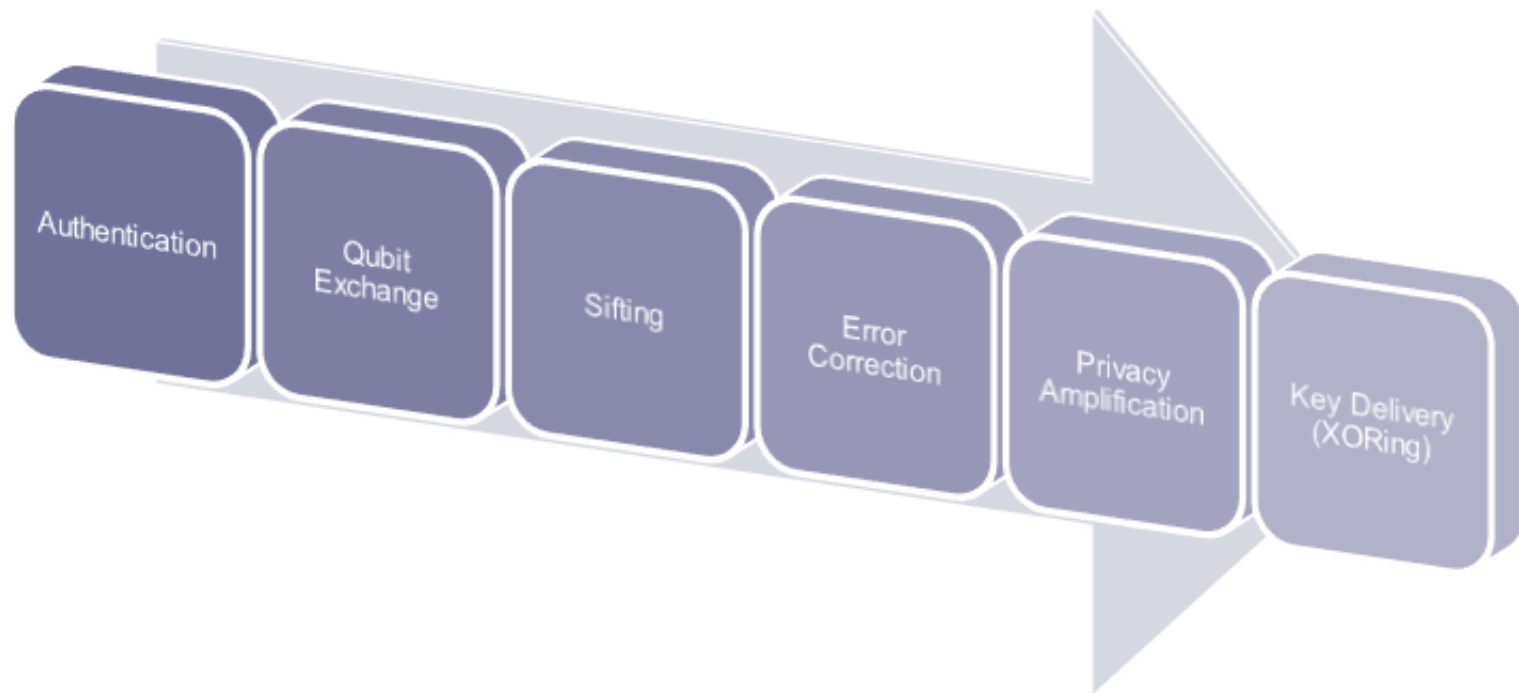 Authentication
Qubit
Exchange
Sifting
Error
Correction
Privacy
Amplification
Key Delivery
(XORing)